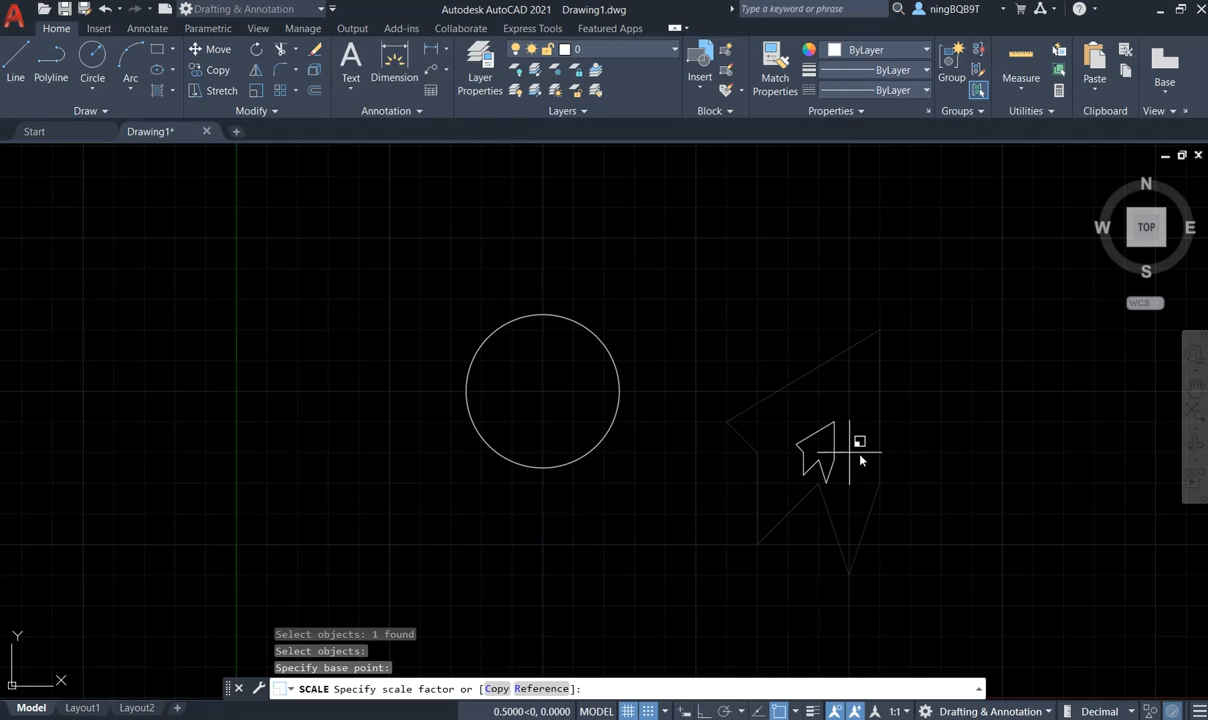 Drafting & Annotation
Autodesk AutoCAD 2021 Drawing1.dwg
Type a keyword or phrase
ningBQB9T
Home Insert Annotate Parametric View Manage Output Add-ins Collaborate Express Tools Featured Apps
Line Polyline Circle Arc
Move
Copy
Stretch
Text Dimension
Layer Properties
0
Insert
Match Properties
ByLayer
ByLayer
ByLayer
Group
Measure
Paste
Base
Draw Modify Annotation Layers Block Properties Groups Utilities Clipboard View
Start Drawing1*
N
W TOP E
S
WCS
Select objects: 1 found
Select objects:
Specify base point:
SCALE Specify scale factor or [Copy Reference]:
Y
X
Model Layout1 Layout2
0.5000<0, 0.0000 MODEL 1:1 Drafting & Annotation Decimal